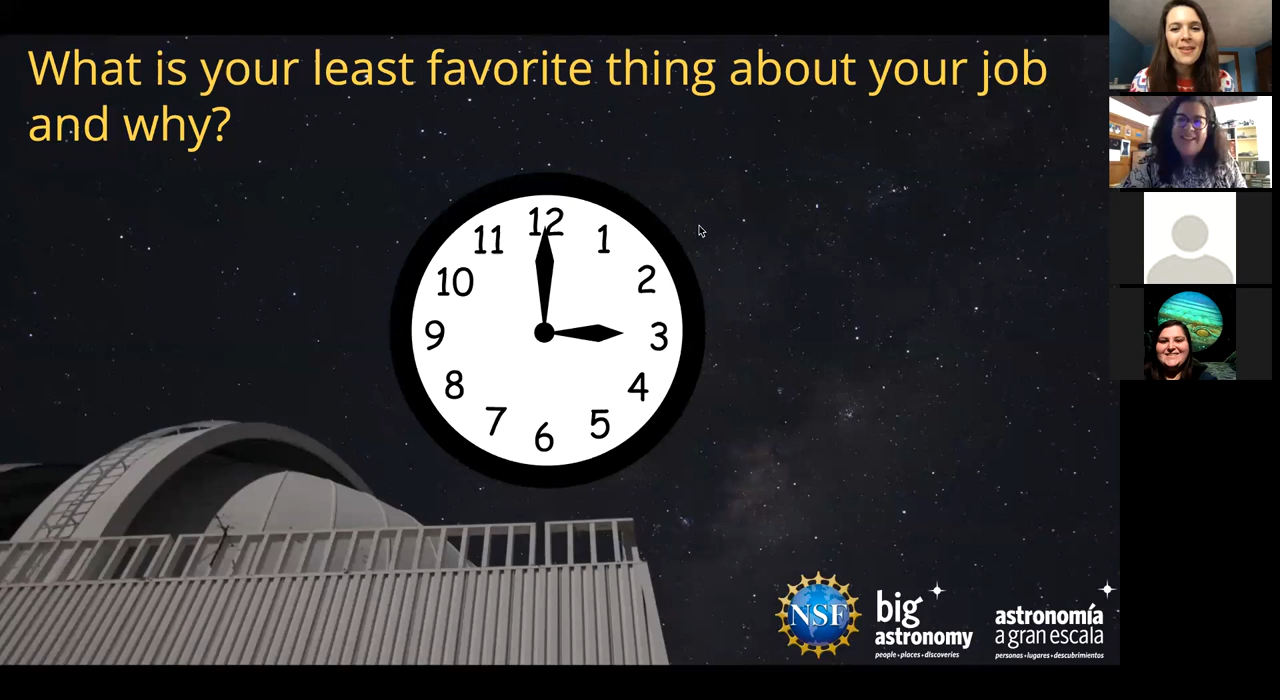 What is your least favorite thing about your job
and why?
12
11
1
10
2
9
3
8
4
7
5
6
NSF
big
astronomy
people • places • discoveries
astronomía
a gran escala
personas • lugares • descubrimientos